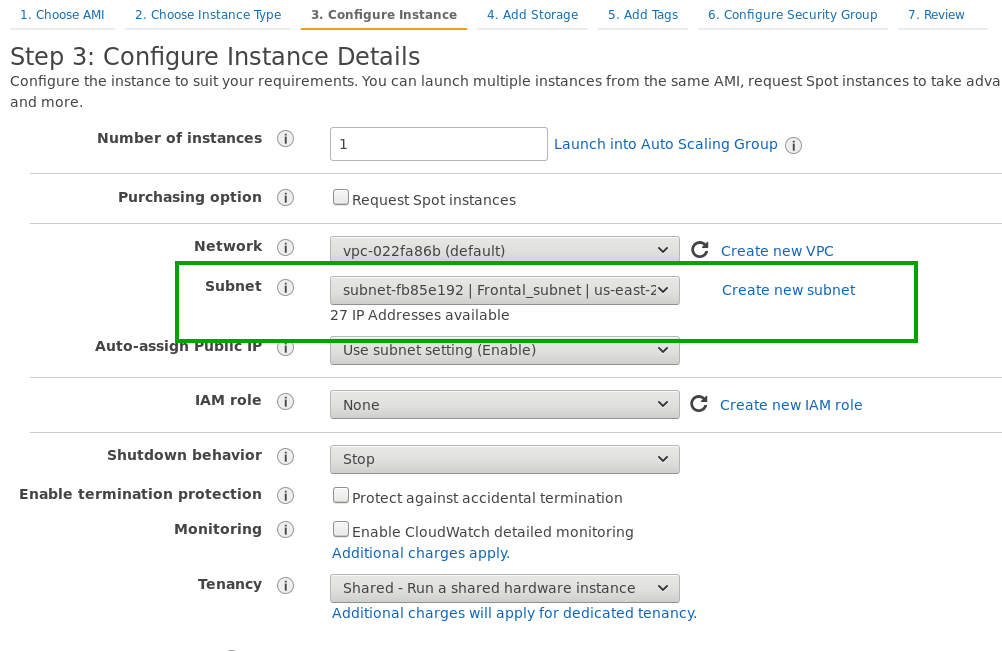 1. Choose AMI 2. Choose Instance Type 3. Configure Instance 4. Add Storage 5. Add Tags 6. Configure Security Group 7. Review
Step 3: Configure Instance Details
Configure the instance to suit your requirements. You can launch multiple instances from the same AMI, request Spot instances to take adva
and more.
Number of instances 1 Launch into Auto Scaling Group
Purchasing option Request Spot instances
Network vpc-022fa86b (default) Create new VPC
Subnet subnet-fb85e192 | Frontal_subnet | us-east-2 Create new subnet
27 IP Addresses available
Auto-assign Public IP Use subnet setting (Enable)
IAM role None Create new IAM role
Shutdown behavior Stop
Enable termination protection Protect against accidental termination
Monitoring Enable CloudWatch detailed monitoring
Additional charges apply.
Tenancy Shared - Run a shared hardware instance
Additional charges will apply for dedicated tenancy.